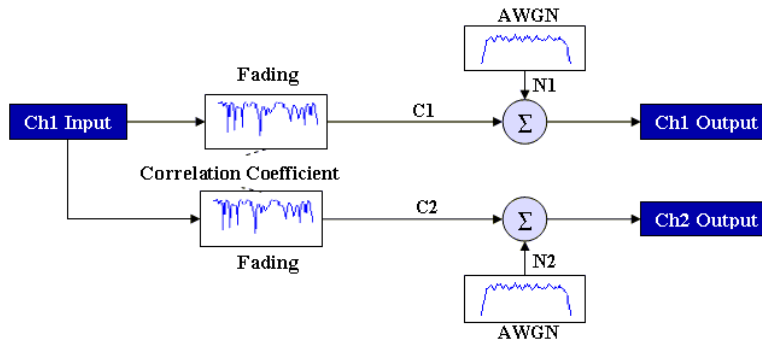 AWGN
Fading
N1
C1
Ch1 Input
Σ
Ch1 Output
Correlation Coefficient
C2
Σ
Ch2 Output
Fading
N2
AWGN